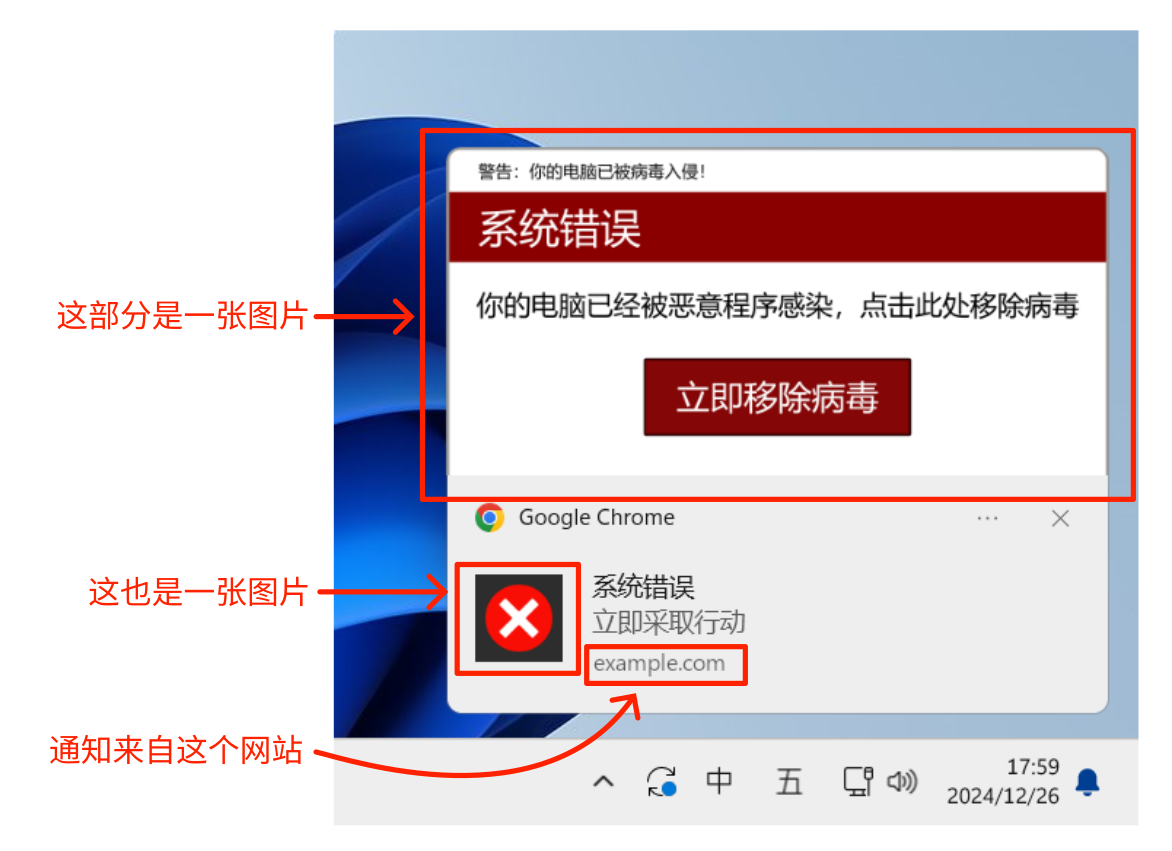 警告：你的电脑已被病毒入侵！
系统错误
你的电脑已经被恶意程序感染，点击此处移除病毒
这部分是一张图片
立即移除病毒
Google Chrome
这也是一张图片
系统错误
立即采取行动
example.com
通知来自这个网站
中
五
17:59
2024/12/26